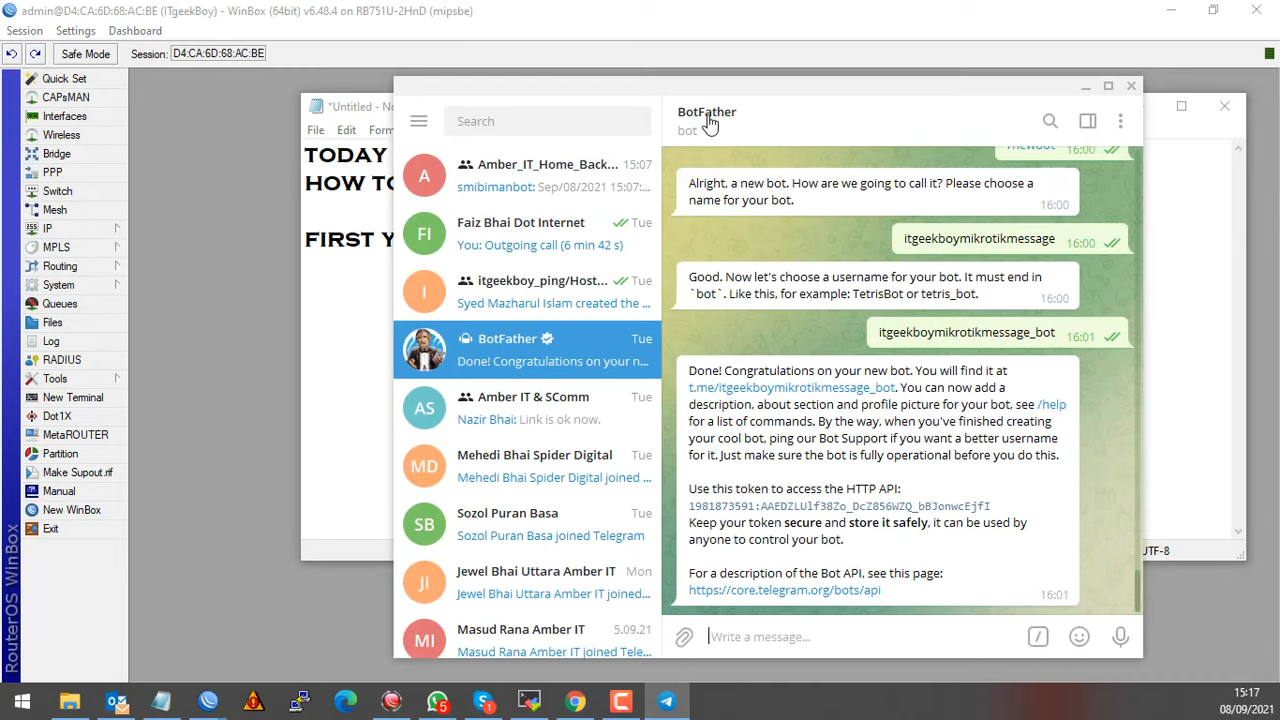 admin@D4:CA:6D:68:AC:BE (ITgeekBoy) - WinBox (64bit) v6.48.4 on RB751U-2HnD (mipsbe)
Session Settings Dashboard
Safe Mode Session: D4:CA:6D:68:AC:BE
Quick Set
CAPsMAN
Interfaces
Wireless
Bridge
PPP
Switch
Mesh
IP
MPLS
Routing
System
Queues
Files
Log
RADIUS
Tools
New Terminal
Dot1X
MetaROUTER
Partition
Make Supout.rif
Manual
New WinBox
Exit
RouterOS WinBox
*Untitled - No
File Edit Form
TODAY
HOW TO
FIRST Y
UTF-8
Search
A
Amber_IT_Home_Back... 15:07
smibimanbot: Sep/08/2021 15:07:...
FI
Faiz Bhai Dot Internet Tue
You: Outgoing call (6 min 42 s)
I
itgeekboy_ping/Host... Tue
Syed Mazharul Islam created the ...
BotFather Tue
Done! Congratulations on your n...
AS
Amber IT & SComm Tue
Nazir Bhai: Link is ok now.
MD
Mehedi Bhai Spider Digital Tue
Mehedi Bhai Spider Digital joined ...
SB
Sozol Puran Basa Tue
Sozol Puran Basa joined Telegram
JI
Jewel Bhai Uttara Amber IT Mon
Jewel Bhai Uttara Amber IT joined...
MI
Masud Rana Amber IT 5.09.21
Masud Rana Amber IT joined Tele...
BotFather
bot
/newbot 16:00
Alright, a new bot. How are we going to call it? Please choose a
name for your bot. 16:00
itgeekboymikrotikmessage 16:00
Good. Now let's choose a username for your bot. It must end in
`bot`. Like this, for example: TetrisBot or tetris_bot. 16:00
itgeekboymikrotikmessage_bot 16:01
Done! Congratulations on your new bot. You will find it at
t.me/itgeekboymikrotikmessage_bot. You can now add a
description, about section and profile picture for your bot, see /help
for a list of commands. By the way, when you've finished creating
your cool bot, ping our Bot Support if you want a better username
for it. Just make sure the bot is fully operational before you do this.
Use this token to access the HTTP API:
1981873591:AAEDZLUlf38Zo_DcZ856WZQ_bBJonwcEjfI
Keep your token secure and store it safely, it can be used by
anyone to control your bot.
For a description of the Bot API, see this page:
https://core.telegram.org/bots/api 16:01
Write a message...
5
1
15:17
08/09/2021